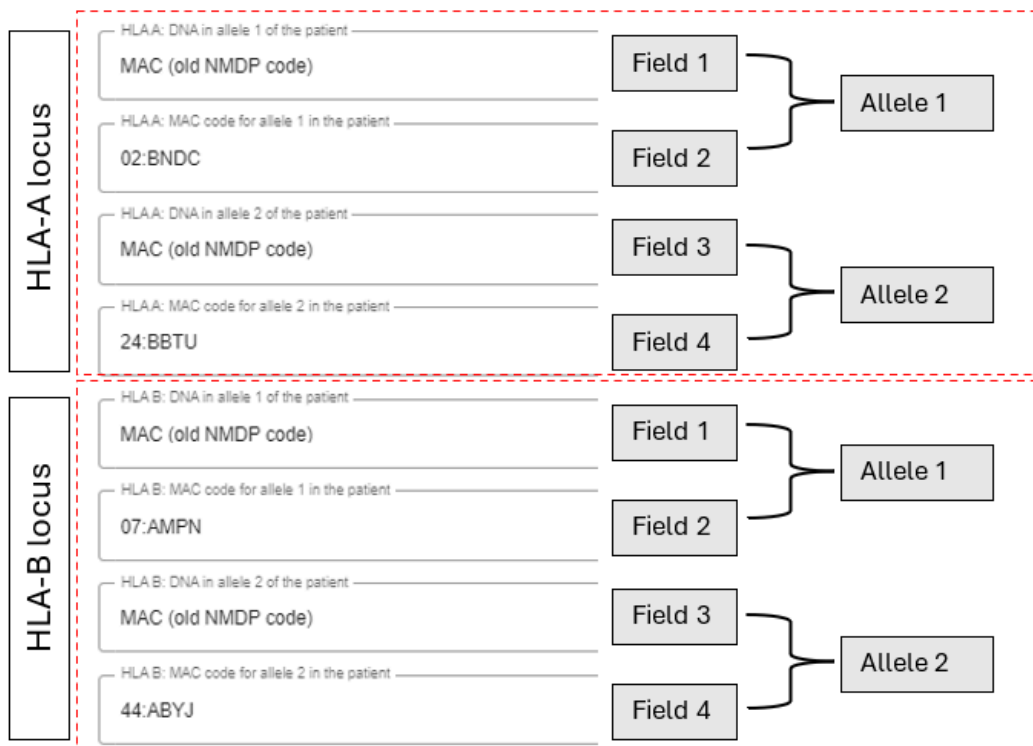 HLA-A locus
HLA A: DNA in allele 1 of the patient
MAC (old NMDP code)
Field 1
HLA A: MAC code for allele 1 in the patient
02:BNDC
Field 2
Allele 1
HLA A: DNA in allele 2 of the patient
MAC (old NMDP code)
Field 3
HLA A: MAC code for allele 2 in the patient
24:BBTU
Field 4
Allele 2
HLA-B locus
HLA B: DNA in allele 1 of the patient
MAC (old NMDP code)
Field 1
HLA B: MAC code for allele 1 in the patient
07:AMPN
Field 2
Allele 1
HLA B: DNA in allele 2 of the patient
MAC (old NMDP code)
Field 3
HLA B: MAC code for allele 2 in the patient
44:ABYJ
Field 4
Allele 2